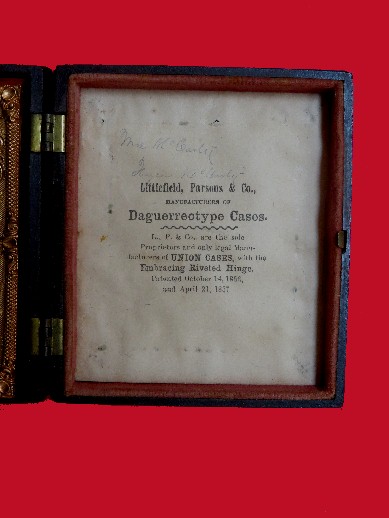 Littlefield, Parsons & Co.,
MANUFACTURERS OF
Daguerreotype Cases.
L., P. & Co., are the sole
Proprietors and only legal Manu-
facturers of UNION CASES, with the
Embracing Riveted Hinge.
Patented October 14, 1856,
and April 21, 1857